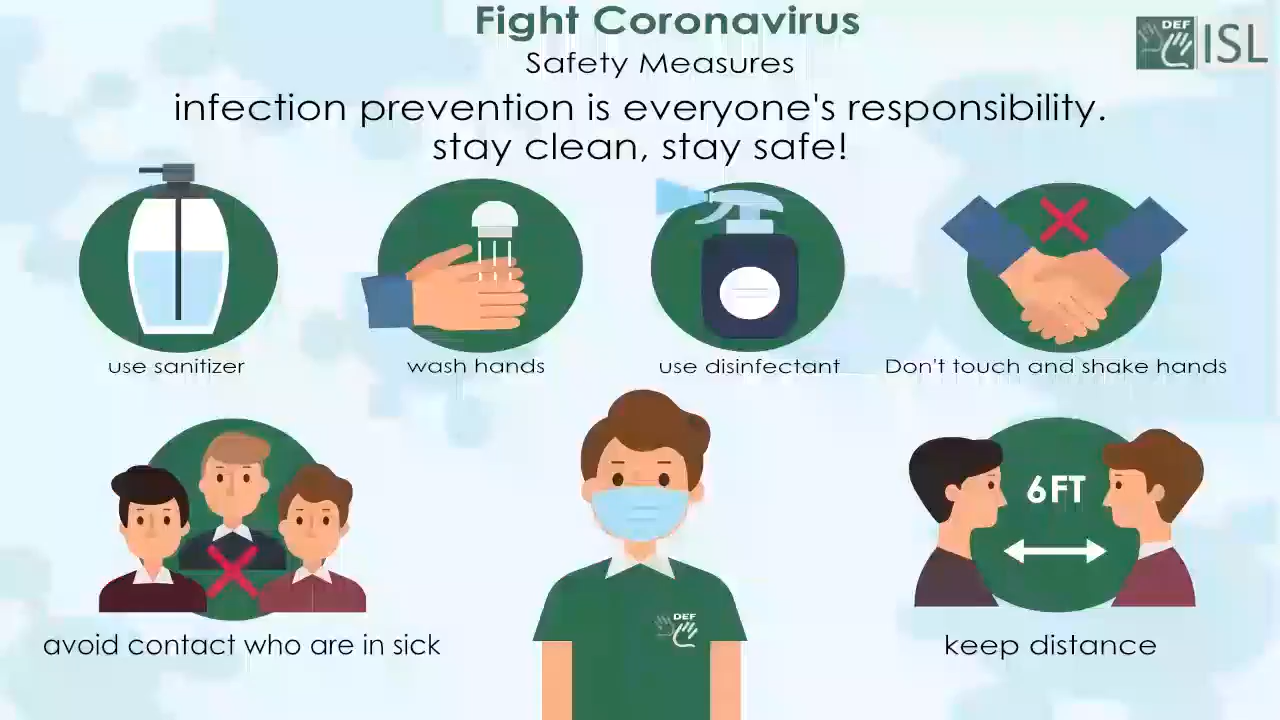 Fight Coronavirus
DEF
ISL
Safety Measures
infection prevention is everyone's responsibility.
stay clean, stay safe!
use sanitizer
wash hands
use disinfectant
Don't touch and shake hands
6FT
DEF
avoid contact who are in sick
keep distance